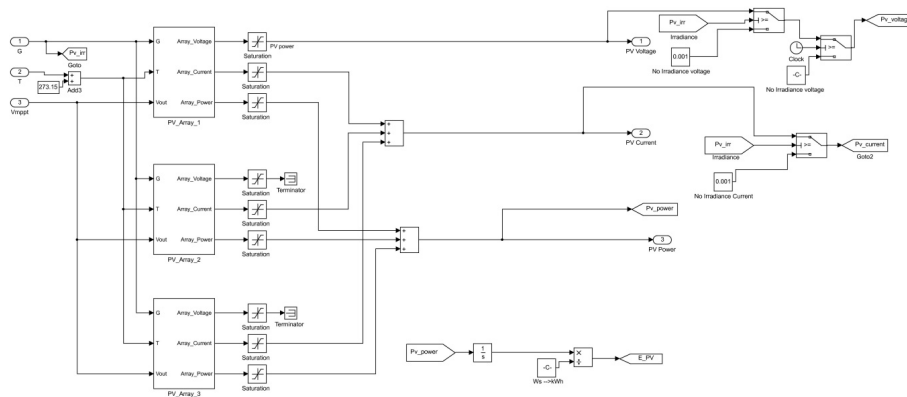 1
G
Pv_irr
Goto
2
T
273.15
Add3
3
Vmppt
G
T
Vout
Array_Voltage
Array_Current
Array_Power
PV_Array_1
Saturation
Saturation
Saturation
PV power
G
T
Vout
Array_Voltage
Array_Current
Array_Power
PV_Array_2
Saturation
Saturation
Saturation
Terminator
G
T
Vout
Array_Voltage
Array_Current
Array_Power
PV_Array_3
Saturation
Saturation
Saturation
Terminator
1
PV Voltage
Pv_irr
Irradiance
0.001
No Irradiance voltage
>=
Clock
-C-
No Irradiance voltage
>=
Pv_voltag
2
PV Current
Pv_irr
Irradiance
0.001
No Irradiance Current
>=
Pv_current
Goto2
Pv_power
3
PV Power
Pv_power
1
s
-C-
Ws -->kWh
×
÷
E_PV